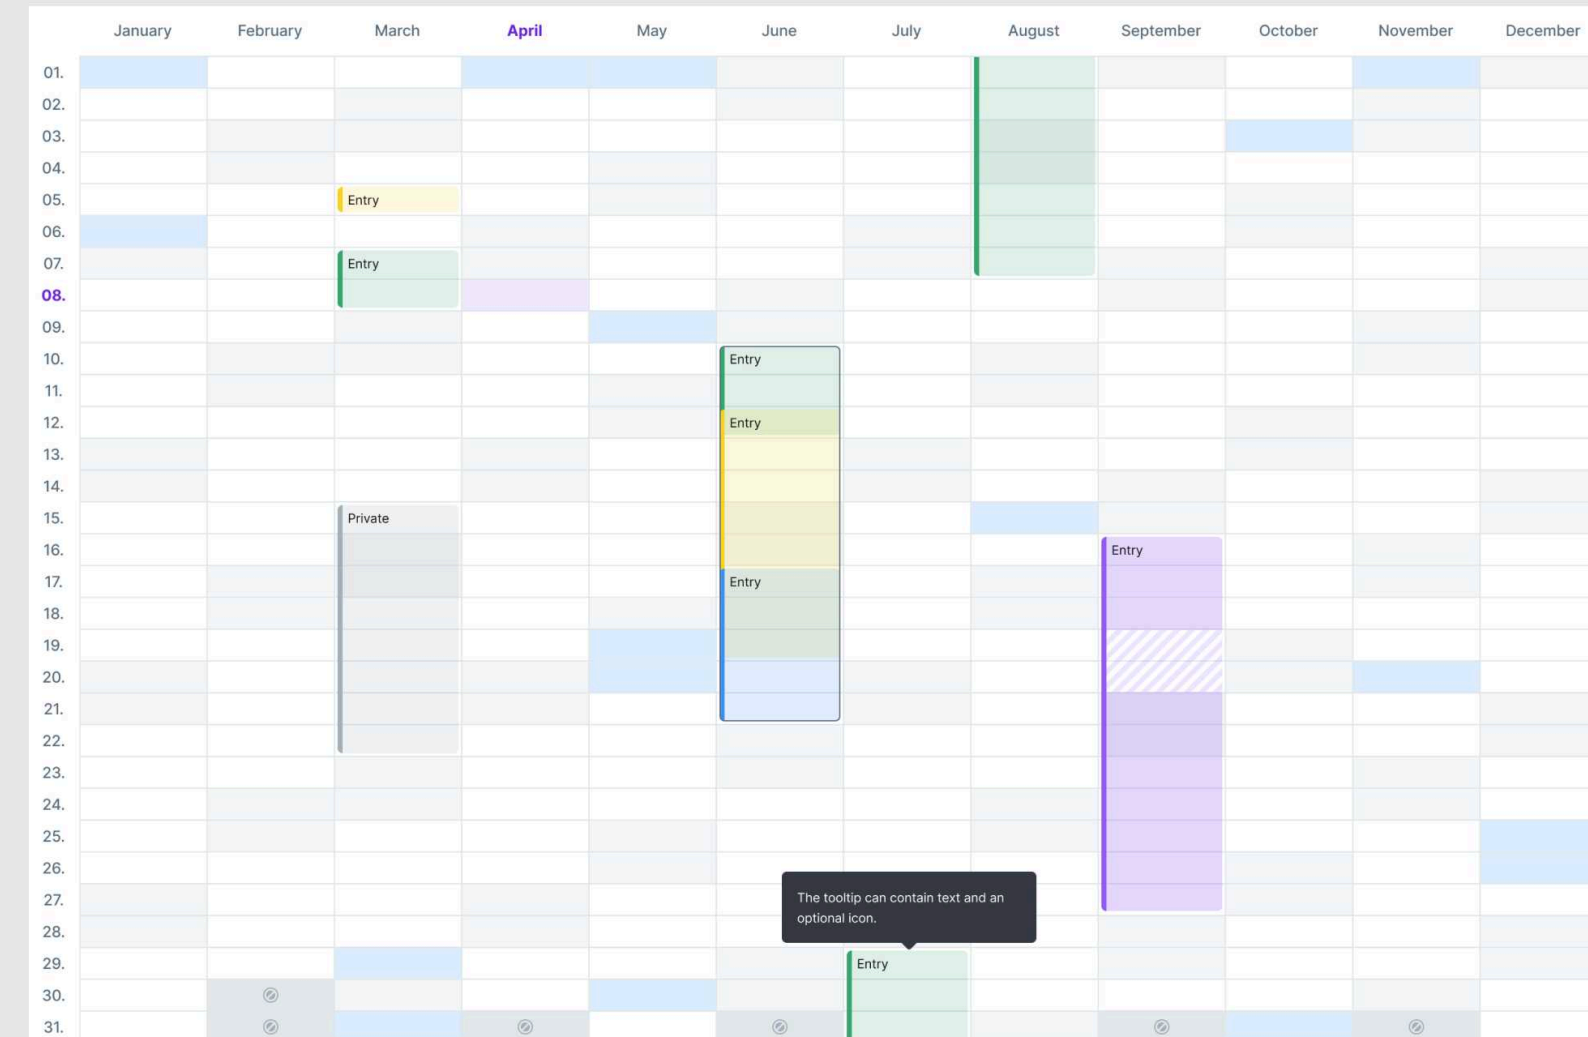 January February March April May June July August September October November December
01.
02.
03.
04.
05. Entry
06.
07. Entry
08.
09.
10. Entry
11.
12. Entry
13.
14.
15. Private
16. Entry
17. Entry
18.
19.
20.
21.
22.
23.
24.
25.
26.
27. The tooltip can contain text and an
optional icon.
28.
29. Entry
30.
31.